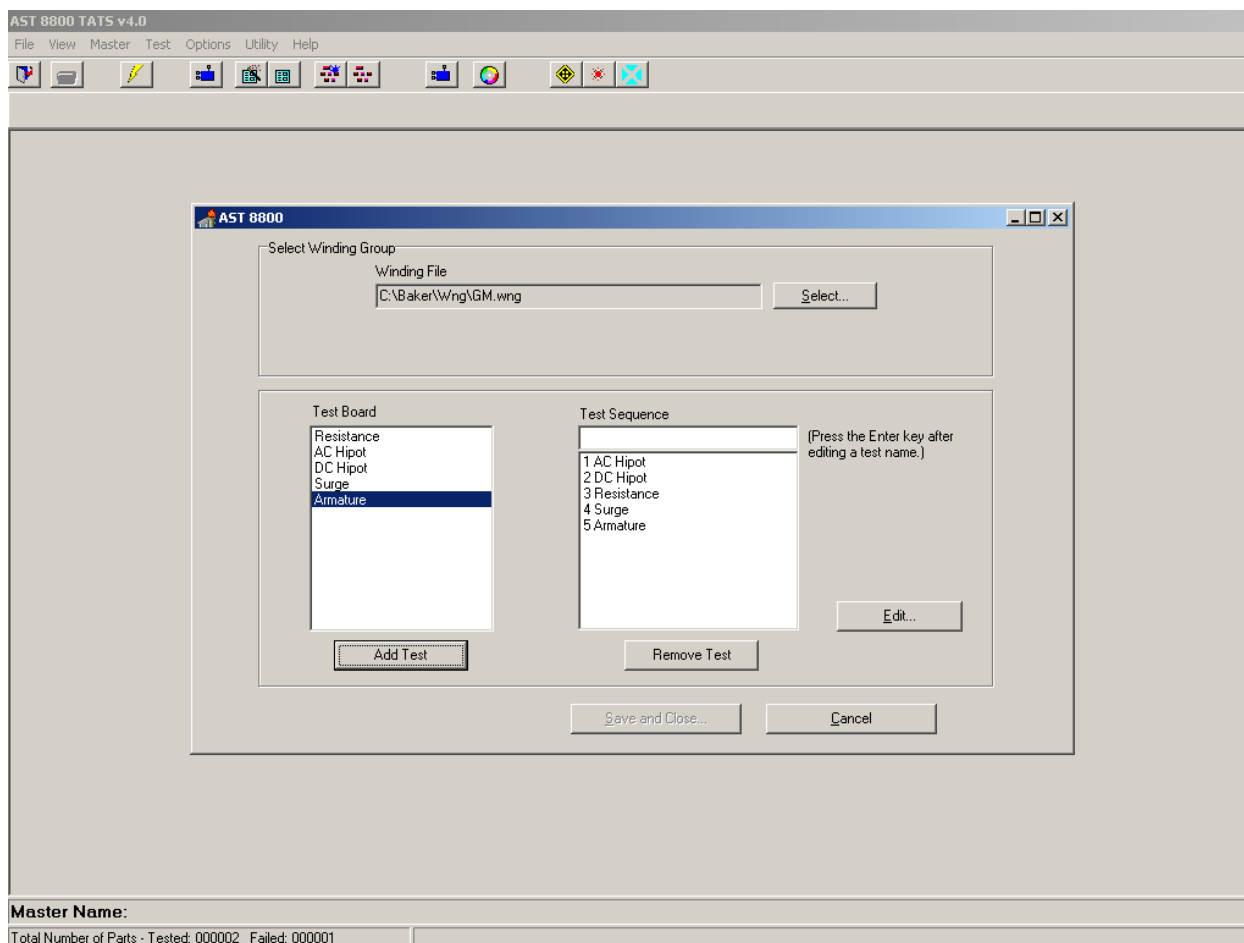 AST 8800 TATS v4.0
File View Master Test Options Utility Help
AST 8800
Select Winding Group
Winding File
C:\Baker\Wng\GM.wng
Select...
Test Board
Resistance
AC Hipot
DC Hipot
Surge
Armature
Add Test
Test Sequence
1 AC Hipot
2 DC Hipot
3 Resistance
4 Surge
5 Armature
Remove Test
(Press the Enter key after
editing a test name.)
Edit...
Save and Close...
Cancel
Master Name:
Total Number of Parts - Tested: 000002 Failed: 000001